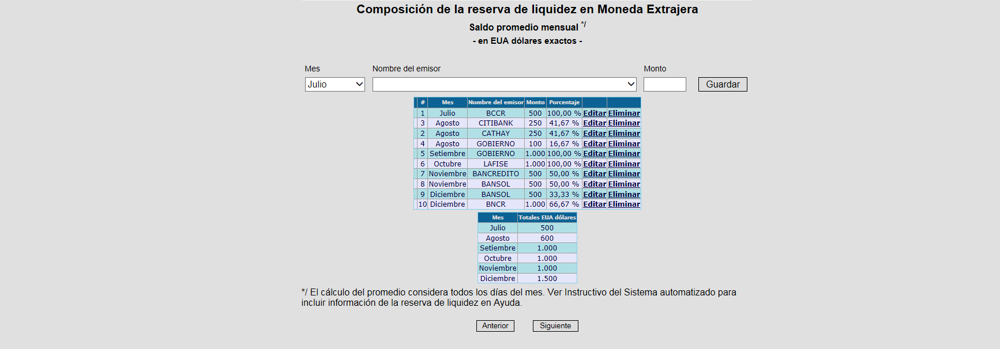 Composición de la reserva de liquidez en Moneda Extrajera
Saldo promedio mensual */
- en EUA dólares exactos -
Mes Nombre del emisor Monto
Julio Guardar
# Mes Nombre del emisor Monto Porcentaje
1 Julio BCCR 500 100,00 % Editar Eliminar
3 Agosto CITIBANK 250 41,67 % Editar Eliminar
2 Agosto CATHAY 250 41,67 % Editar Eliminar
4 Agosto GOBIERNO 100 16,67 % Editar Eliminar
5 Setiembre GOBIERNO 1.000 100,00 % Editar Eliminar
6 Octubre LAFISE 1.000 100,00 % Editar Eliminar
7 Noviembre BANCREDITO 500 50,00 % Editar Eliminar
8 Noviembre BANSOL 500 50,00 % Editar Eliminar
9 Diciembre BANSOL 500 33,33 % Editar Eliminar
10 Diciembre BNCR 1.000 66,67 % Editar Eliminar
Mes Totales EUA dólares
Julio 500
Agosto 600
Setiembre 1.000
Octubre 1.000
Noviembre 1.000
Diciembre 1.500
*/ El cálculo del promedio considera todos los días del mes. Ver Instructivo del Sistema automatizado para
incluir información de la reserva de liquidez en Ayuda.
Anterior Siguiente